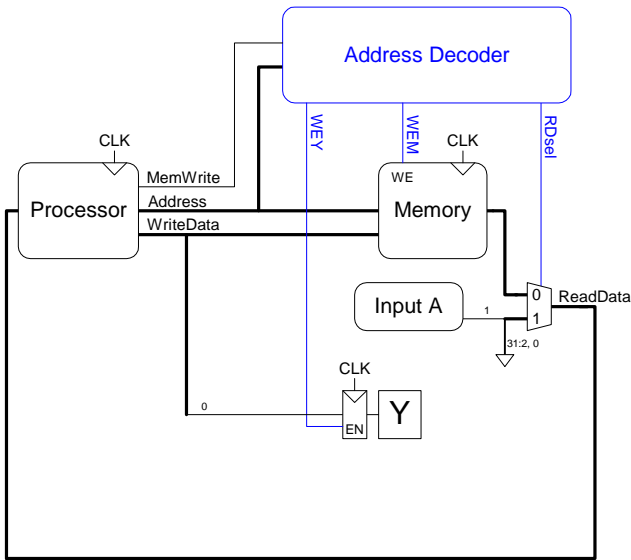 Address Decoder
CLK
WEY
WEM
RDsel
CLK
MemWrite
WE
Processor
Address
Memory
WriteData
0
ReadData
Input A
1
1
31:2, 0
CLK
0
Y
EN